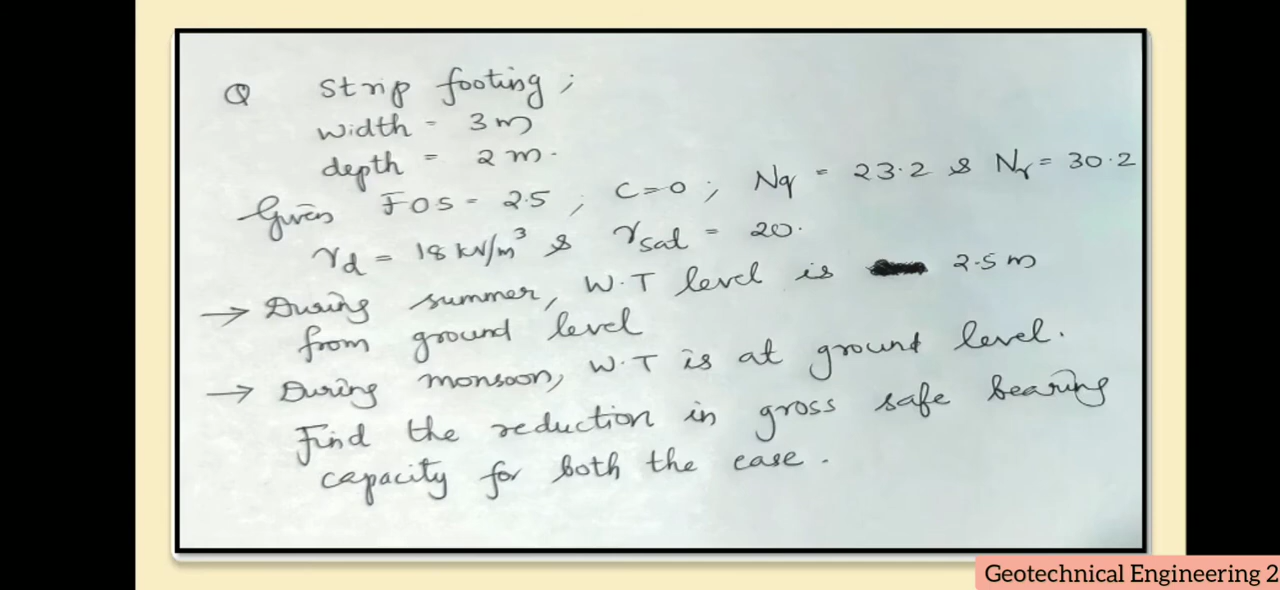 Q Strip footing ;
width = 3 m
depth = 2 m.
Given FOS = 2.5 ; C=0 ; Nq = 23.2 & Nγ = 30.2
γd = 18 kN/m³ & γsat = 20.
→ During summer, W.T level is 2.5 m
from ground level
→ During monsoon, W.T is at ground level.
Find the reduction in gross safe bearing
capacity for both the case.
Geotechnical Engineering 2